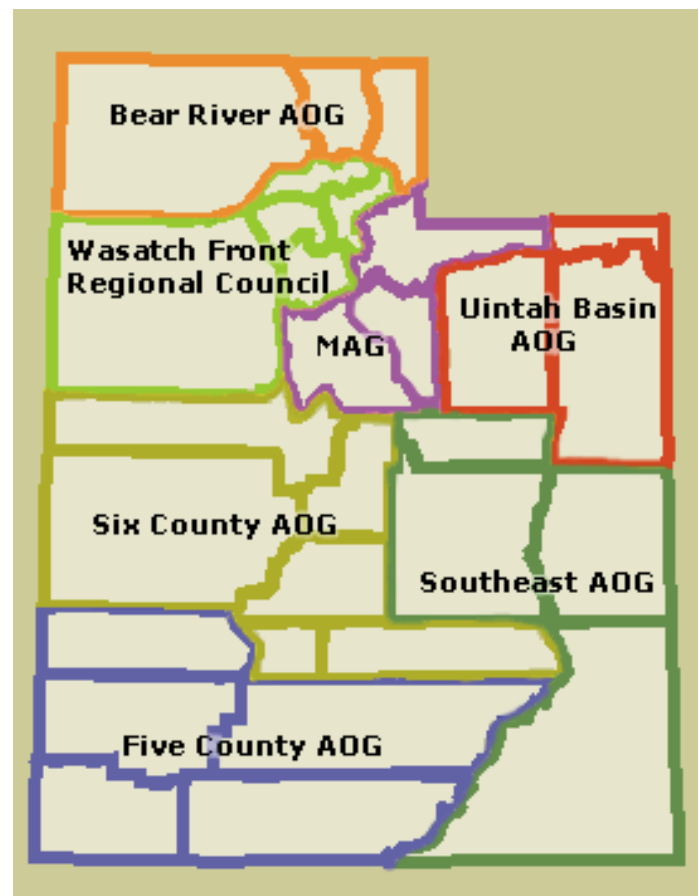 Bear River AOG
Wasatch Front
Regional Council
Uintah Basin
AOG
MAG
Six County AOG
Southeast AOG
Five County AOG